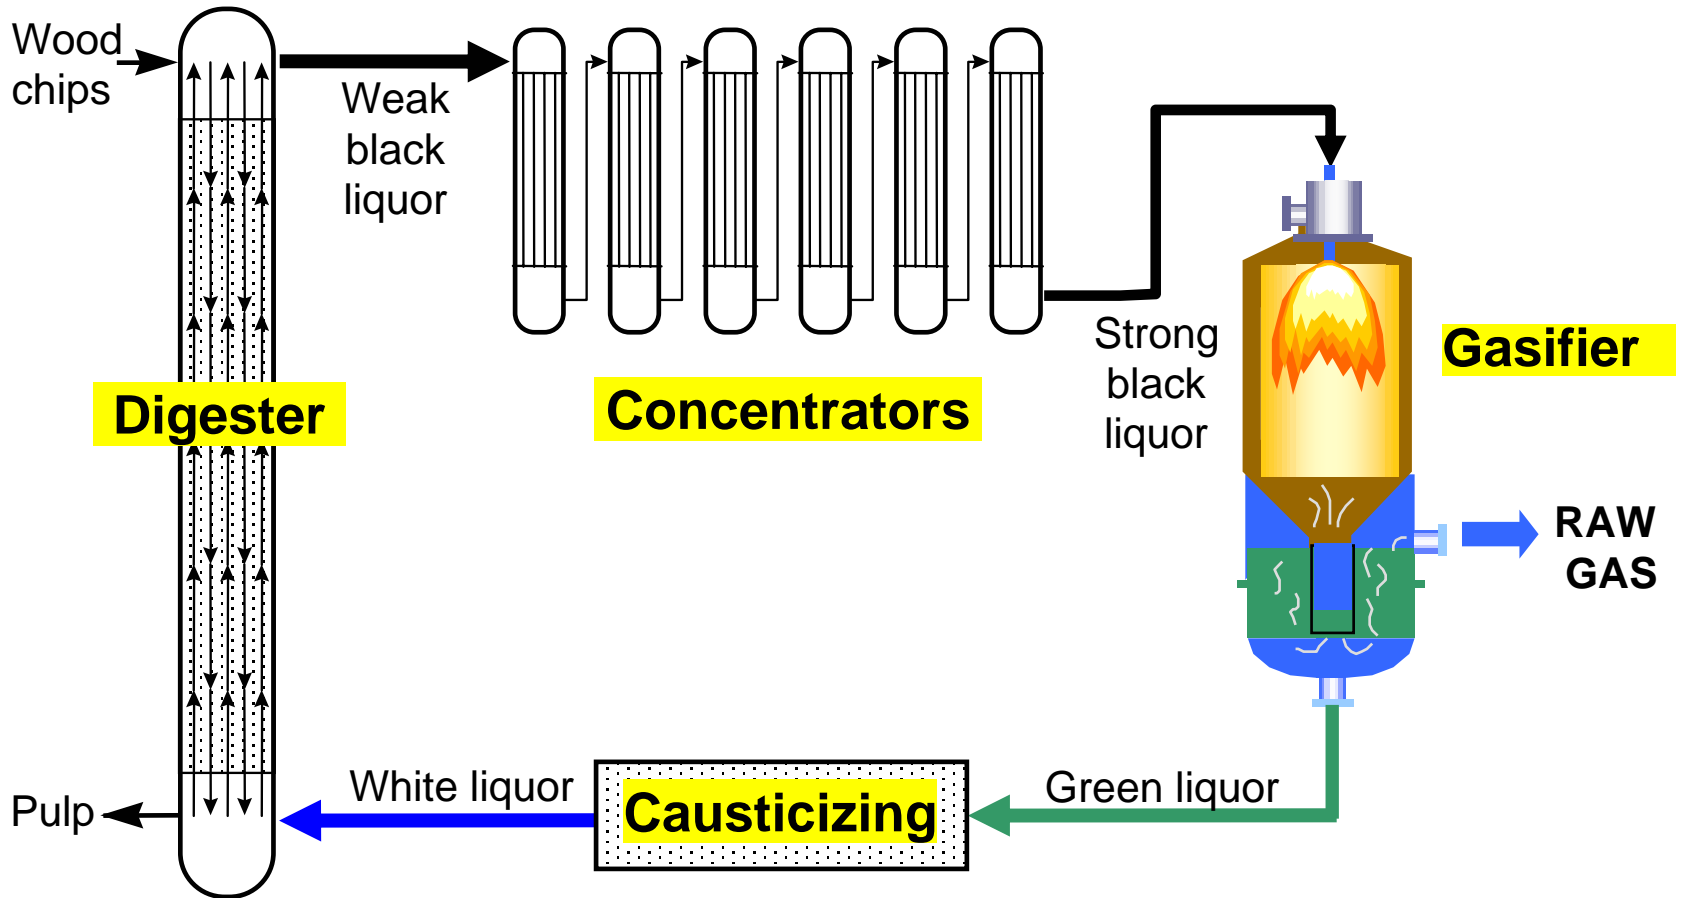 Wood
chips
Weak
black
liquor
Strong
black
liquor
Gasifier
Digester
Concentrators
RAW
GAS
Pulp
White liquor
Causticizing
Green liquor